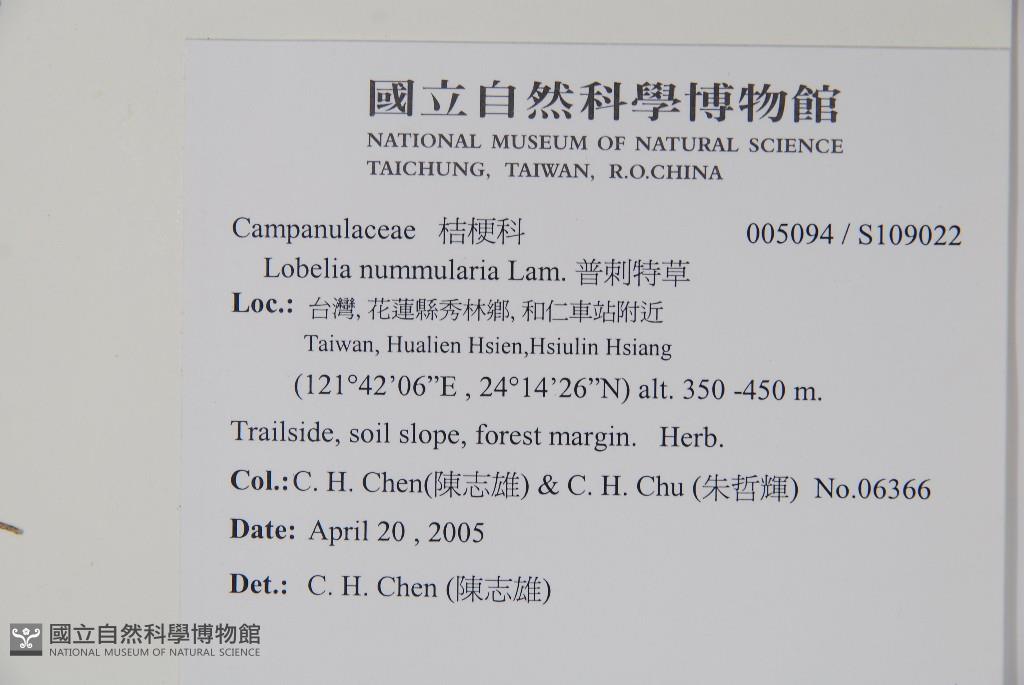 國立自然科學博物館
NATIONAL MUSEUM OF NATURAL SCIENCE
TAICHUNG, TAIWAN, R.O.CHINA
Campanulaceae 桔梗科 005094 / S109022
Lobelia nummularia Lam. 普剌特草
Loc.: 台灣, 花蓮縣秀林鄉, 和仁車站附近
Taiwan, Hualien Hsien,Hsiulin Hsiang
(121°42’06”E , 24°14’26”N) alt. 350 -450 m.
Trailside, soil slope, forest margin. Herb.
Col.:C. H. Chen(陳志雄) & C. H. Chu (朱哲輝) No.06366
Date: April 20 , 2005
Det.: C. H. Chen (陳志雄)
國立自然科學博物館
NATIONAL MUSEUM OF NATURAL SCIENCE